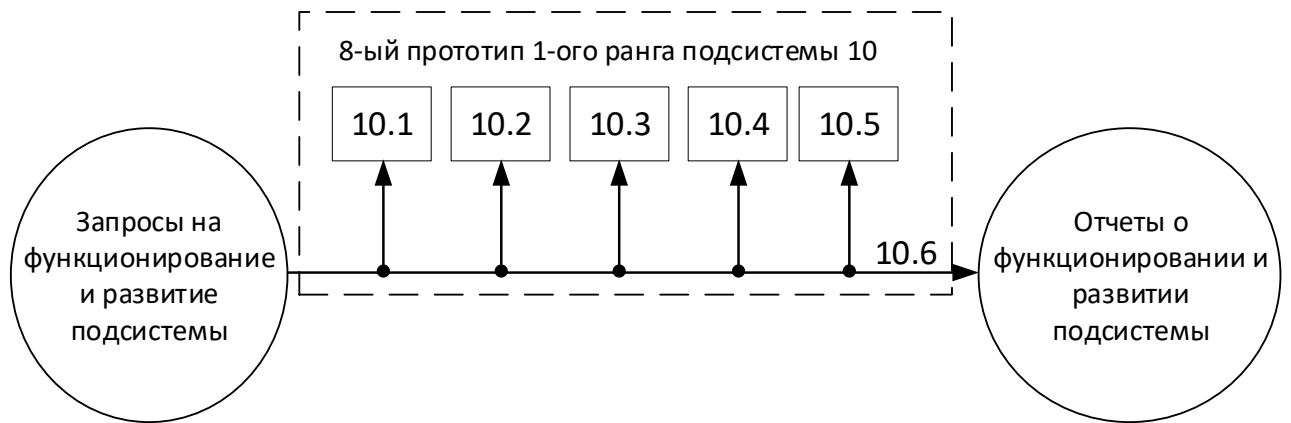 8-ый прототип 1-ого ранга подсистемы 10
10.1
10.2
10.3
10.4
10.5
Запросы на
функционирование
и развитие
подсистемы
10.6
Отчеты о
функционировании и
развитии
подсистемы